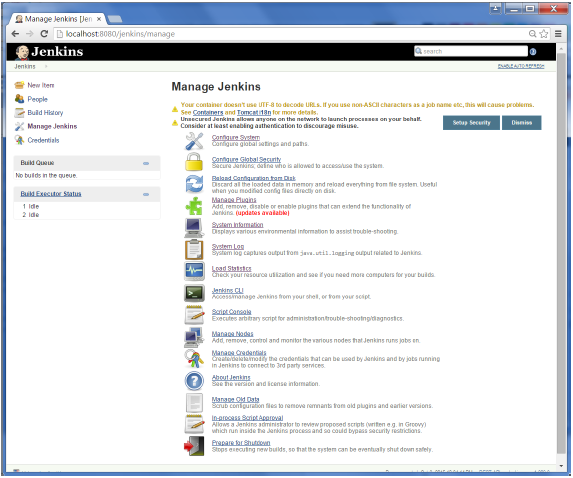 Manage Jenkins [Jen
localhost:8080/jenkins/manage
Jenkins
search
Jenkins
ENABLE AUTO REFRESH
New Item
People
Build History
Manage Jenkins
Credentials
Build Queue
No builds in the queue.
Build Executor Status
1 Idle
2 Idle
Manage Jenkins
Your container doesn't use UTF-8 to decode URLs. If you use non-ASCII characters as a job name etc, this will cause problems.
See Containers and Tomcat i18n for more details.
Unsecured Jenkins allows anyone on the network to launch processes on your behalf.
Consider at least enabling authentication to discourage misuse.
Setup Security
Dismiss
Configure System
Configure global settings and paths.
Configure Global Security
Secure Jenkins; define who is allowed to access/use the system.
Reload Configuration from Disk
Discard all the loaded data in memory and reload everything from file system. Useful
when you modified config files directly on disk.
Manage Plugins
Add, remove, disable or enable plugins that can extend the functionality of
Jenkins. (updates available)
System Information
Displays various environmental information to assist trouble-shooting.
System Log
System log captures output from java.util.logging output related to Jenkins.
Load Statistics
Check your resource utilization and see if you need more computers for your builds.
Jenkins CLI
Access/manage Jenkins from your shell, or from your script.
Script Console
Executes arbitrary script for administration/trouble-shooting/diagnostics.
Manage Nodes
Add, remove, control and monitor the various nodes that Jenkins runs jobs on.
Manage Credentials
Create/delete/modify the credentials that can be used by Jenkins and by jobs running
in Jenkins to connect to 3rd party services.
About Jenkins
See the version and license information.
Manage Old Data
Scrub configuration files to remove remnants from old plugins and earlier versions.
In-process Script Approval
Allows a Jenkins administrator to review proposed scripts (written e.g. in Groovy)
which run inside the Jenkins process and so could bypass security restrictions.
Prepare for Shutdown
Stops executing new builds, so that the system can be eventually shut down safely.